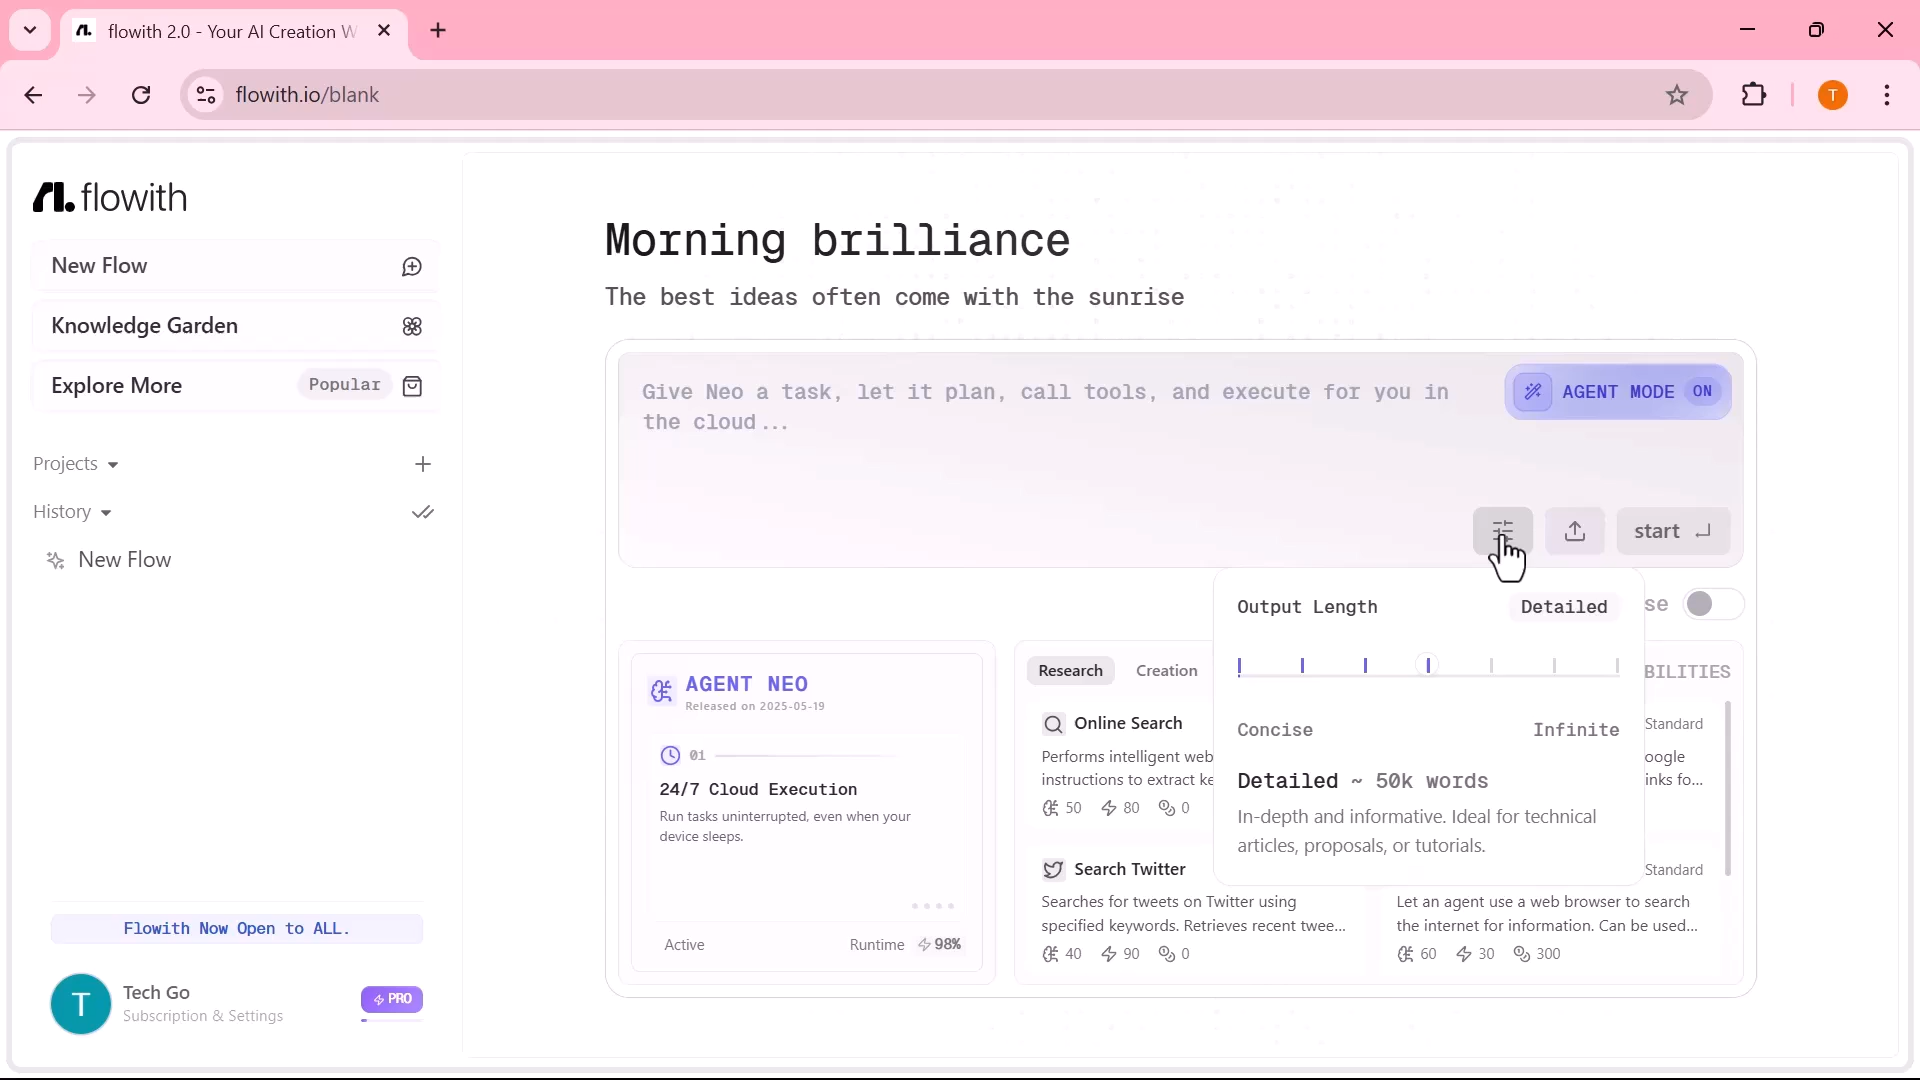 flowith 2.0 - Your AI Creation W
flowith.io/blank
T
flowith
New Flow
Knowledge Garden
Explore More
Popular
Projects
History
New Flow
Flowith Now Open to ALL.
T
Tech Go
Subscription & Settings
PRO
Morning brilliance
The best ideas often come with the sunrise
Give Neo a task, let it plan, call tools, and execute for you in
the cloud...
AGENT MODE ON
start
Output Length
Detailed
se
Concise
Infinite
Detailed ~ 50k words
In-depth and informative. Ideal for technical
articles, proposals, or tutorials.
AGENT NEO
Released on 2025-05-19
01
24/7 Cloud Execution
Run tasks uninterrupted, even when your
device sleeps.
Active
Runtime
98%
Research
Creation
BILITIES
Online Search
Performs intelligent web
instructions to extract ke
50 80 0
Standard
oogle
inks fo...
Search Twitter
Searches for tweets on Twitter using
specified keywords. Retrieves recent twee...
40 90 0
Standard
Let an agent use a web browser to search
the internet for information. Can be used...
60 30 300